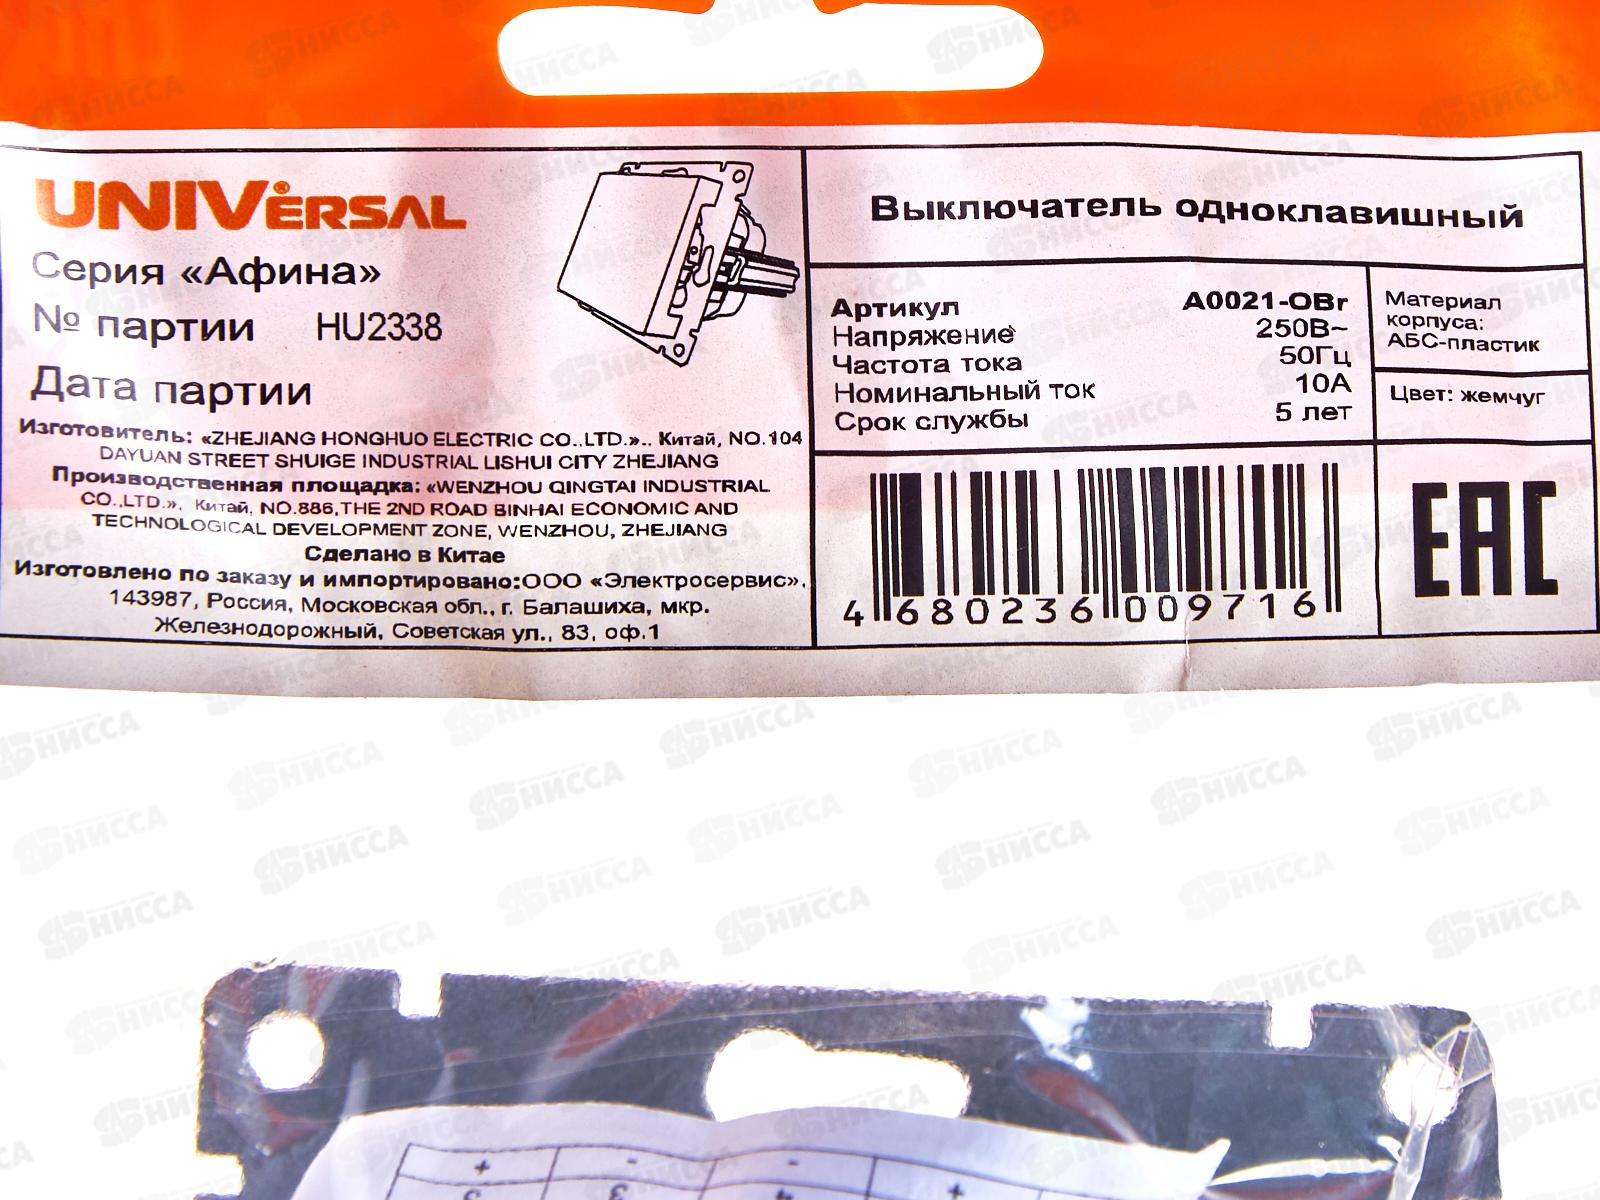 UNIVERSAL®
Серия «Афина»
№ партии HU2338
Дата партии
Изготовитель: «ZHEJIANG HONGHUO ELECTRIC CO.,LTD.».. Китай, NO.104
DAYUAN STREET SHUIGE INDUSTRIAL LISHUI CITY ZHEJIANG
Производственная площадка: «WENZHOU QINGTAI INDUSTRIAL
CO.,LTD.», Китай, NO.886,THE 2ND ROAD BINHAI ECONOMIC AND
TECHNOLOGICAL DEVELOPMENT ZONE, WENZHOU, ZHEJIANG
Сделано в Китае
Изготовлено по заказу и импортировано:ООО «Электросервис»,
143987, Россия, Московская обл., г. Балашиха, мкр.
Железнодорожный, Советская ул., 83, оф.1
Выключатель одноклавишный
Артикул A0021-OBr
Напряжение 250В~
Частота тока 50Гц
Номинальный ток 10А
Срок службы 5 лет
Материал
корпуса:
АБС-пластик
Цвет: жемчуг
4 680236 009716
ЕАС
НИССА
+ - - +